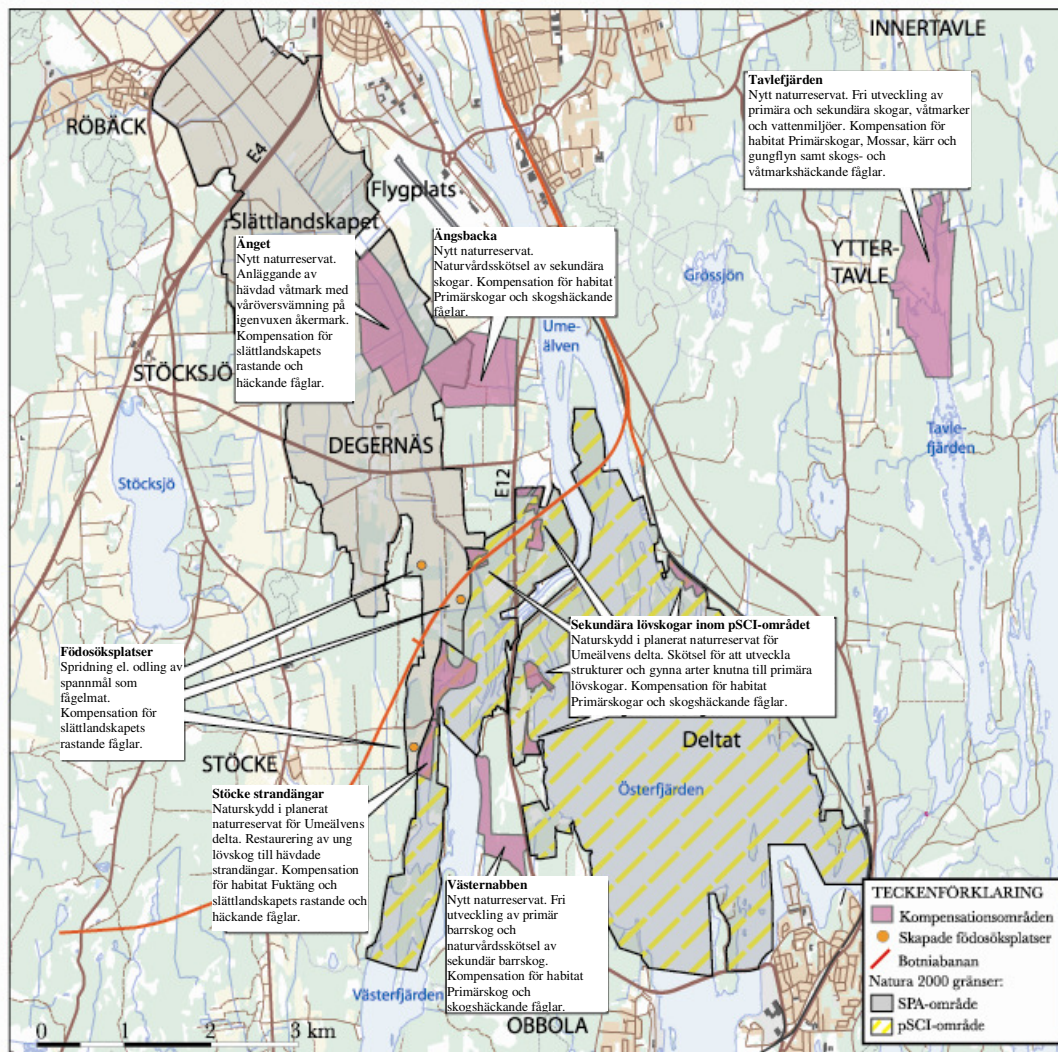 INNERTAVLE
Tavlefjärden
Nytt naturreservat. Fri utveckling av
primära och sekundära skogar, våtmarker
och vattenmiljöer. Kompensation för
habitat Primärskogar, Mossar, kärr och
gungflyn samt skogs- och
våtmarkshäckande fåglar.
RÖBÄCK
E4
Flygplats
Slättlandskapet
Änget
Nytt naturreservat.
Anläggande av
hävdad våtmark med
våröversvämning på
igenvuxen åkermark.
Kompensation för
slättlandskapets
rastande och
häckande fåglar.
Ängsbacka
Nytt naturreservat.
Naturvårdsskötsel av sekundära
skogar. Kompensation för habitat
Primärskogar och skogshäckande
fåglar.
YTTER-
TAVLE
Grössjön
Ume-
älven
STÖCKSJÖ
DEGERNÄS
Tavle-
fjärden
Stöcksjö
E12
Födosöksplatser
Spridning el. odling av
spannmål som
fågelmat.
Kompensation för
slättlandskapets
rastande fåglar.
Sekundära lövskogar inom pSCI-området
Naturskydd i planerat naturreservat för
Umeälvens delta. Skötsel för att utveckla
strukturer och gynna arter knutna till primära
lövskogar. Kompensation för habitat
Primärskogar och skogshäckande fåglar.
Deltat
STÖCKE
Österfjärden
Stöcke strandängar
Naturskydd i planerat
naturreservat för Umeälvens
delta. Restaurering av ung
lövskog till hävdade
strandängar. Kompensation
för habitat Fuktäng och
slättlandskapets rastande och
häckande fåglar.
Västernabben
Nytt naturreservat. Fri
utveckling av primär
barrskog och
naturvårdsskötsel av
sekundär barrskog.
Kompensation för habitat
Primärskog och
skogshäckande fåglar.
Västerfjärden
OBBOLA
0 1 2 3 km
TECKENFÖRKLARING
Kompensationsområden
Skapade födosöksplatser
Botniabanan
Natura 2000 gränser:
SPA-område
pSCI-område